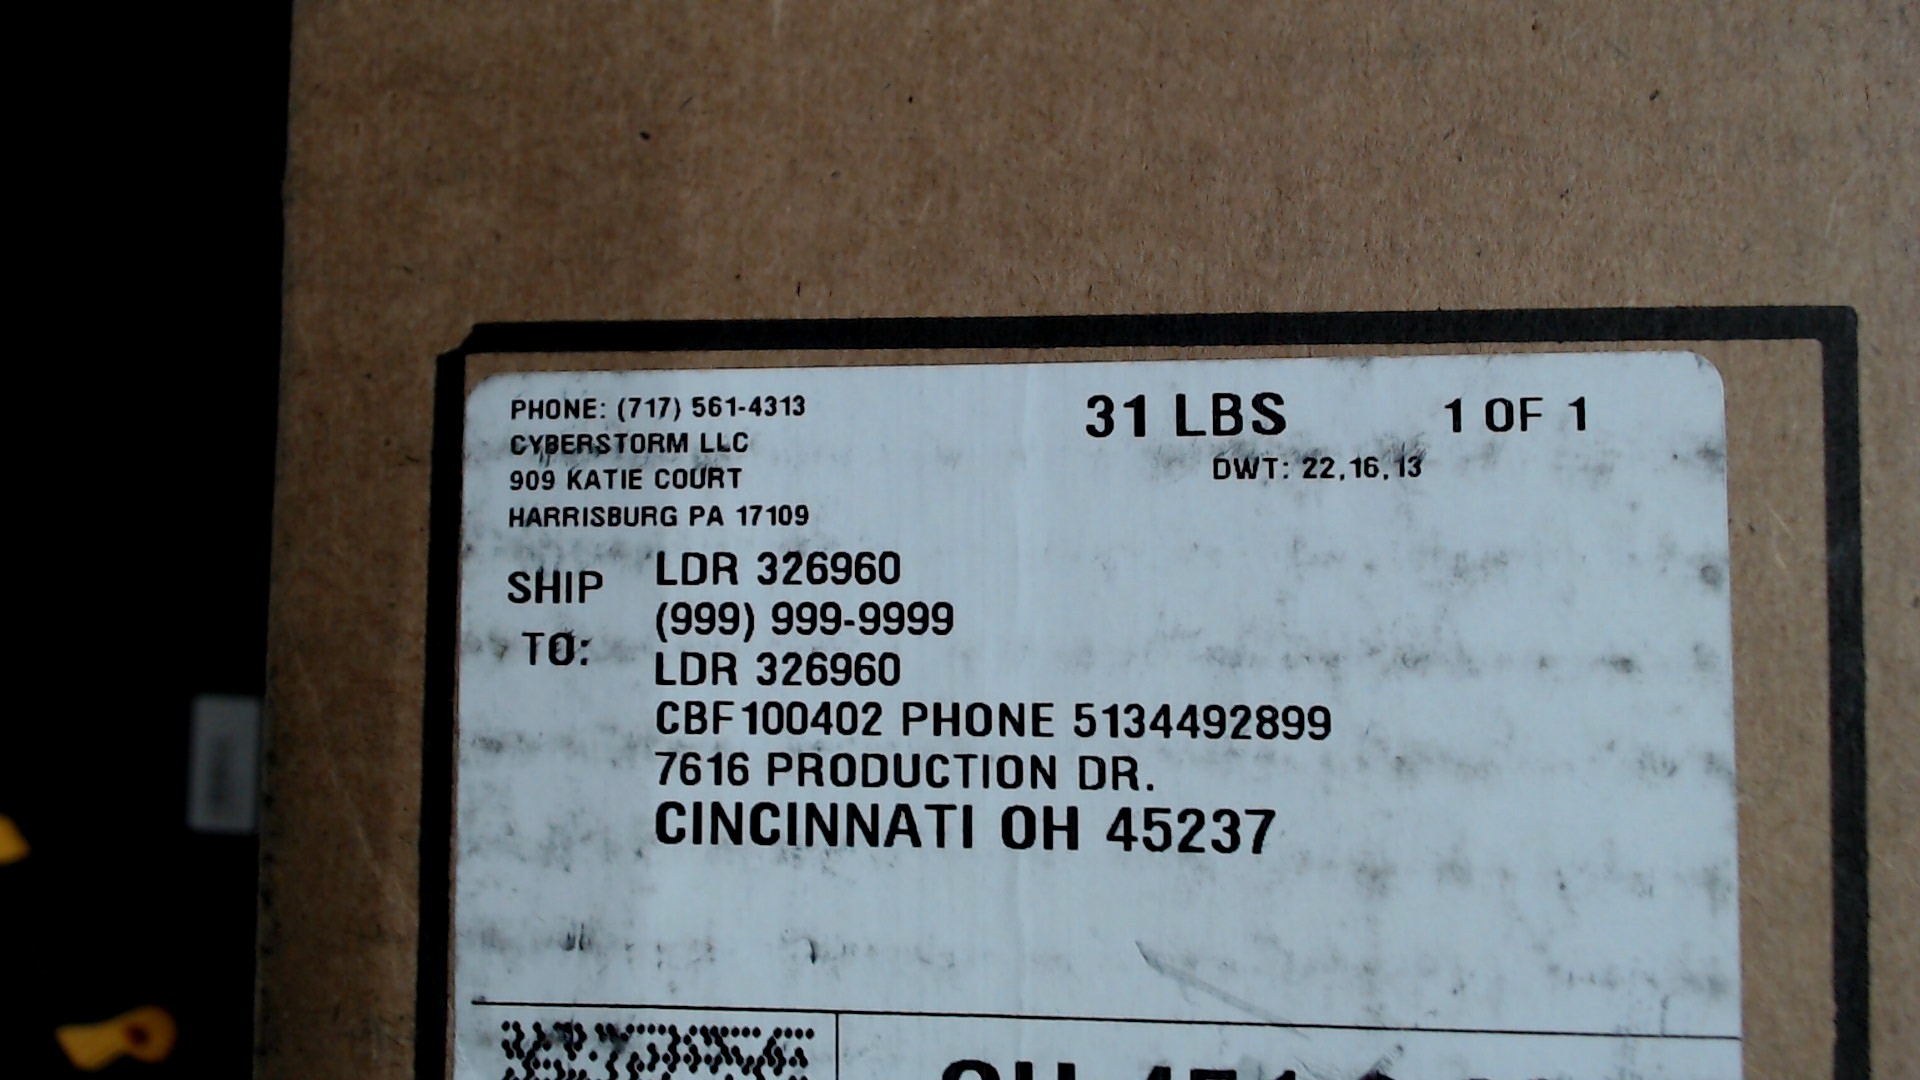 PHONE: (717) 561-4313
CYBERSTORM LLC
909 KATIE COURT
HARRISBURG PA 17109
31 LBS
1 OF 1
DWT: 22,16,13
SHIP TO:
LDR 326960
(999) 999-9999
LDR 326960
CBF100402 PHONE 5134492899
7616 PRODUCTION DR.
CINCINNATI OH 45237